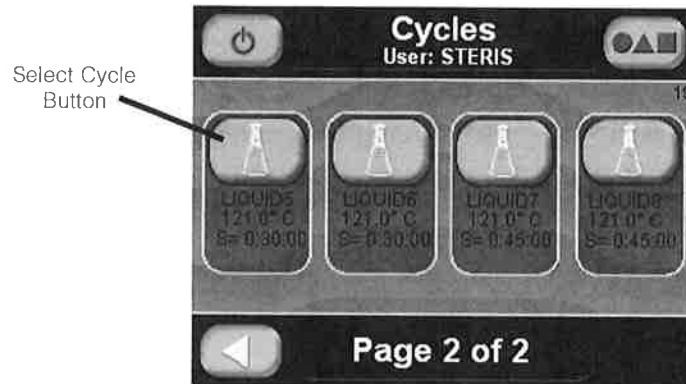 Cycles
User: STERIS
Select Cycle
Button
19
LIQUID5
121.0° C
S= 0:30:00
LIQUID6
121.0° C
S= 0:30:00
LIQUID7
121.0° C
S= 0:45:00
LIQUID8
121.0° C
S= 0:45:00
Page 2 of 2